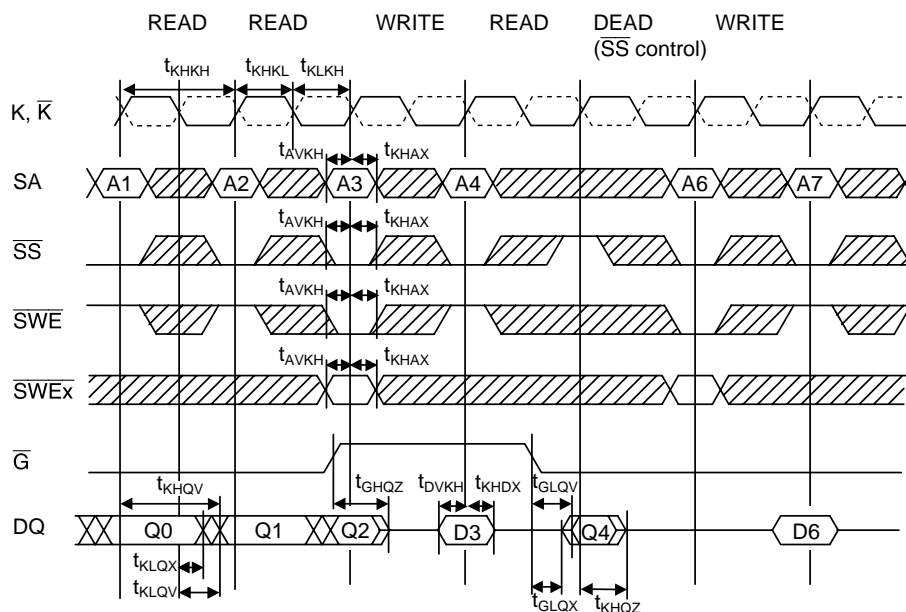 READ READ WRITE READ DEAD WRITE
(SS control)
tKHKH tKHKL tKLKH
K, K
tAVKH tKHAX
SA A1 A2 A3 A4 A6 A7
tAVKH tKHAX
SS
tAVKH tKHAX
SWE
tAVKH tKHAX
SWEx
G
tKHQV tGHQZ tDVKH tKHDX tGLQV
DQ Q0 Q1 Q2 D3 Q4 D6
tKLQX
tKLQV tGLQX tKHQZ